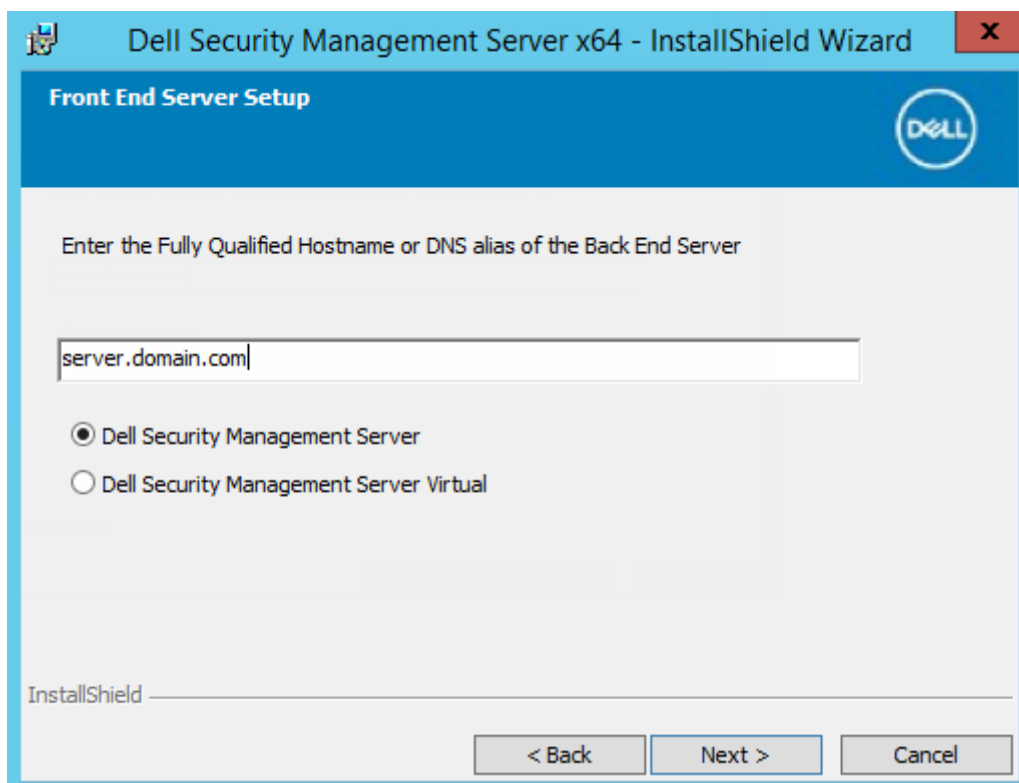 Dell Security Management Server x64 - InstallShield Wizard
x
Front End Server Setup
DELL
Enter the Fully Qualified Hostname or DNS alias of the Back End Server
server.domain.com
Dell Security Management Server
Dell Security Management Server Virtual
InstallShield
< Back Next > Cancel